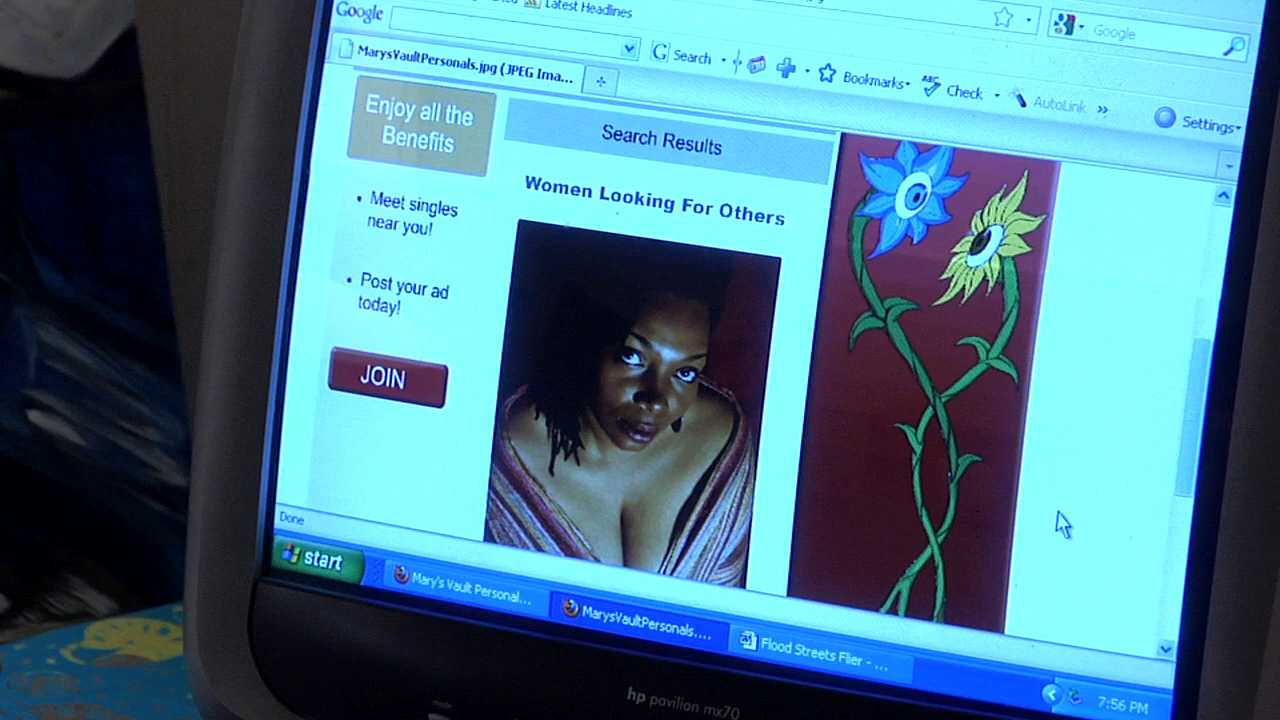 Latest Headlines
Google
Google
Search
Bookmarks
ABC
Check
AutoLink
»
Settings
MarysVaultPersonals.jpg (JPEG Ima...
Enjoy all the
Benefits
Search Results
Women Looking For Others
• Meet singles
near you!
• Post your ad
today!
JOIN
Done
start
Mary's Vault Personal...
MarysVaultPersonals....
Flood Streets Flier - ...
7:56 PM
mode
hp pavilion mx70